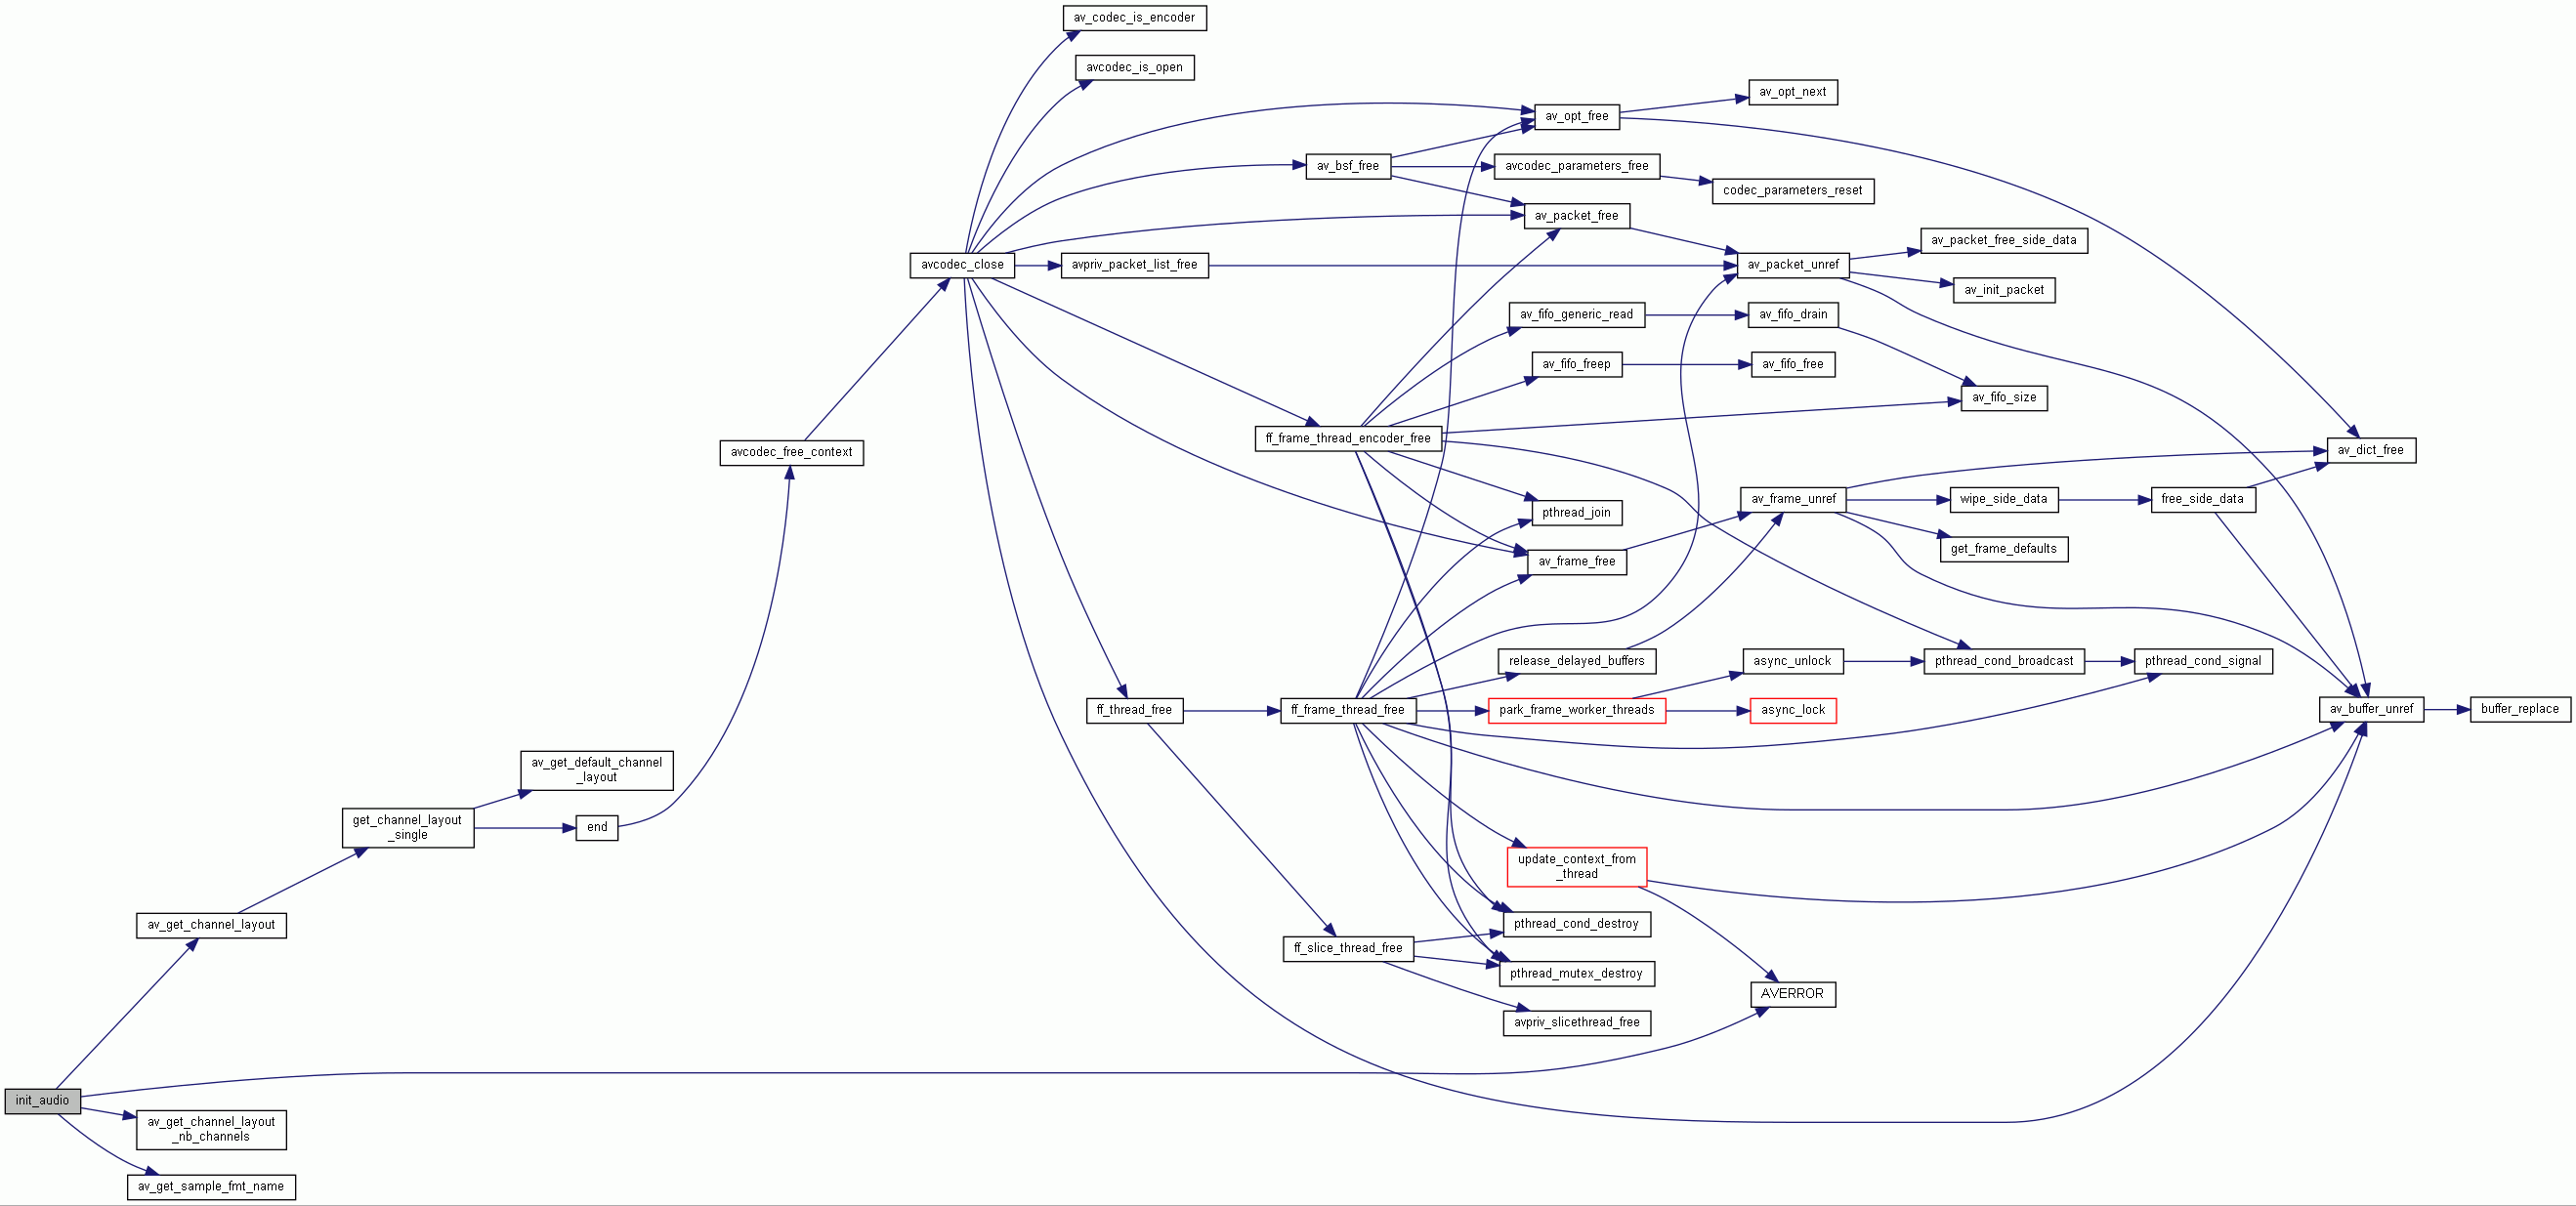 av_codec_is_encoder
avcodec_is_open
av_opt_next
av_opt_free
av_bsf_free
avcodec_parameters_free
codec_parameters_reset
av_packet_free
av_packet_free_side_data
avcodec_close
avpriv_packet_list_free
av_packet_unref
av_init_packet
av_fifo_generic_read
av_fifo_drain
av_fifo_freep
av_fifo_free
av_fifo_size
ff_frame_thread_encoder_free
avcodec_free_context
av_dict_free
av_frame_unref
wipe_side_data
free_side_data
pthread_join
get_frame_defaults
av_frame_free
release_delayed_buffers
async_unlock
pthread_cond_broadcast
pthread_cond_signal
ff_thread_free
ff_frame_thread_free
park_frame_worker_threads
async_lock
av_buffer_unref
buffer_replace
av_get_default_channel
_layout
get_channel_layout
_single
end
update_context_from
_thread
av_get_channel_layout
pthread_cond_destroy
ff_slice_thread_free
pthread_mutex_destroy
AVERROR
avpriv_slicethread_free
init_audio
av_get_channel_layout
_nb_channels
av_get_sample_fmt_name